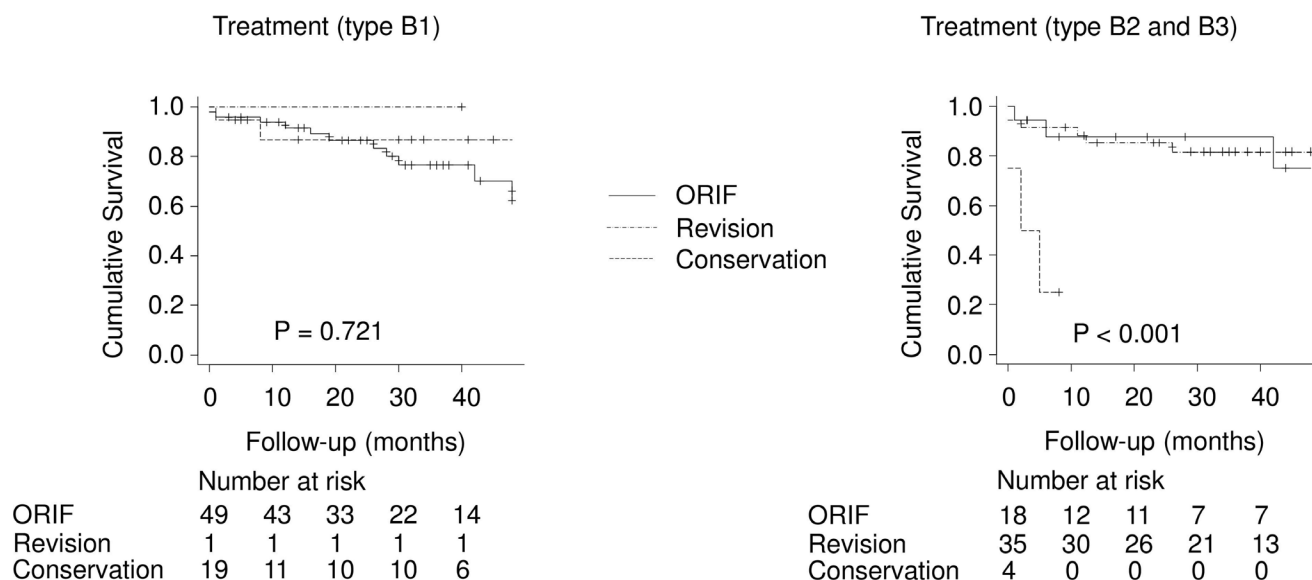 Treatment (type B1)
Cumulative Survival
1.0
0.8
0.6
0.4
0.2
0.0
P = 0.721
0 10 20 30 40
Follow-up (months)
Number at risk
ORIF 49 43 33 22 14
Revision 1 1 1 1 1
Conservation 19 11 10 10 6
ORIF
Revision
Conservation
Treatment (type B2 and B3)
Cumulative Survival
1.0
0.8
0.6
0.4
0.2
0.0
P < 0.001
0 10 20 30 40
Follow-up (months)
Number at risk
ORIF 18 12 11 7 7
Revision 35 30 26 21 13
Conservation 4 0 0 0 0